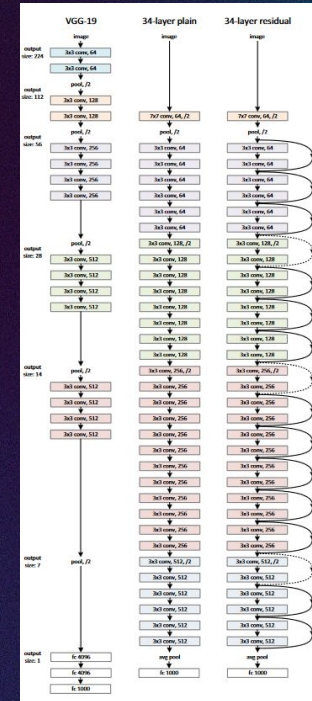 VGG-19
image
output
size: 224
3x3 conv, 64
3x3 conv, 64
pool, /2
output
size: 112
3x3 conv, 128
3x3 conv, 128
pool, /2
output
size: 56
3x3 conv, 256
3x3 conv, 256
3x3 conv, 256
3x3 conv, 256
pool, /2
output
size: 28
3x3 conv, 512
3x3 conv, 512
3x3 conv, 512
3x3 conv, 512
pool, /2
output
size: 14
3x3 conv, 512
3x3 conv, 512
3x3 conv, 512
3x3 conv, 512
output
size: 7
pool, /2
output
size: 1
fc 4096
fc 4096
fc 1000
34-layer plain
image
7x7 conv, 64, /2
pool, /2
3x3 conv, 64
3x3 conv, 64
3x3 conv, 64
3x3 conv, 64
3x3 conv, 64
3x3 conv, 64
3x3 conv, 128, /2
3x3 conv, 128
3x3 conv, 128
3x3 conv, 128
3x3 conv, 128
3x3 conv, 128
3x3 conv, 128
3x3 conv, 128
3x3 conv, 256, /2
3x3 conv, 256
3x3 conv, 256
3x3 conv, 256
3x3 conv, 256
3x3 conv, 256
3x3 conv, 256
3x3 conv, 256
3x3 conv, 256
3x3 conv, 256
3x3 conv, 256
3x3 conv, 256
3x3 conv, 512, /2
3x3 conv, 512
3x3 conv, 512
3x3 conv, 512
3x3 conv, 512
3x3 conv, 512
avg pool
fc 1000
34-layer residual
image
7x7 conv, 64, /2
pool, /2
3x3 conv, 64
3x3 conv, 64
3x3 conv, 64
3x3 conv, 64
3x3 conv, 64
3x3 conv, 64
3x3 conv, 128, /2
3x3 conv, 128
3x3 conv, 128
3x3 conv, 128
3x3 conv, 128
3x3 conv, 128
3x3 conv, 128
3x3 conv, 128
3x3 conv, 256, /2
3x3 conv, 256
3x3 conv, 256
3x3 conv, 256
3x3 conv, 256
3x3 conv, 256
3x3 conv, 256
3x3 conv, 256
3x3 conv, 256
3x3 conv, 256
3x3 conv, 256
3x3 conv, 256
3x3 conv, 512, /2
3x3 conv, 512
3x3 conv, 512
3x3 conv, 512
3x3 conv, 512
3x3 conv, 512
avg pool
fc 1000